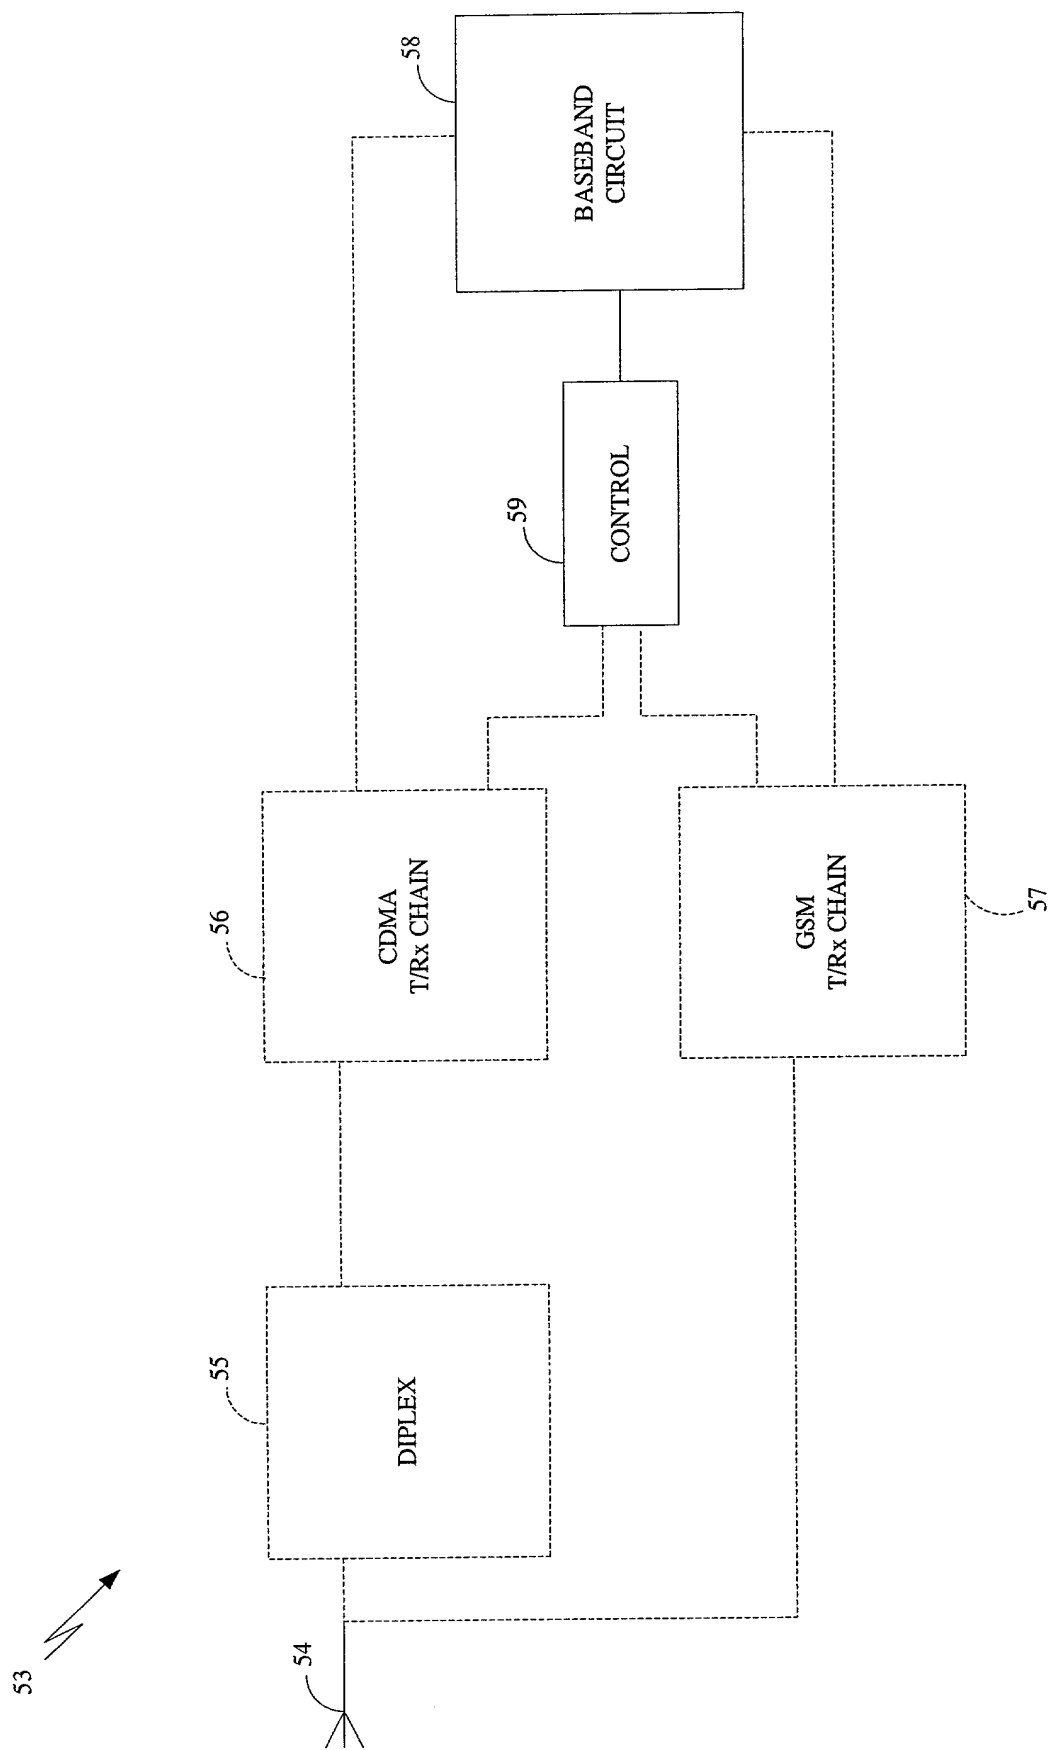 53
54
55
DIPLEX
56
CDMA
T/Rx CHAIN
57
GSM
T/Rx CHAIN
59
CONTROL
58
BASEBAND
CIRCUIT